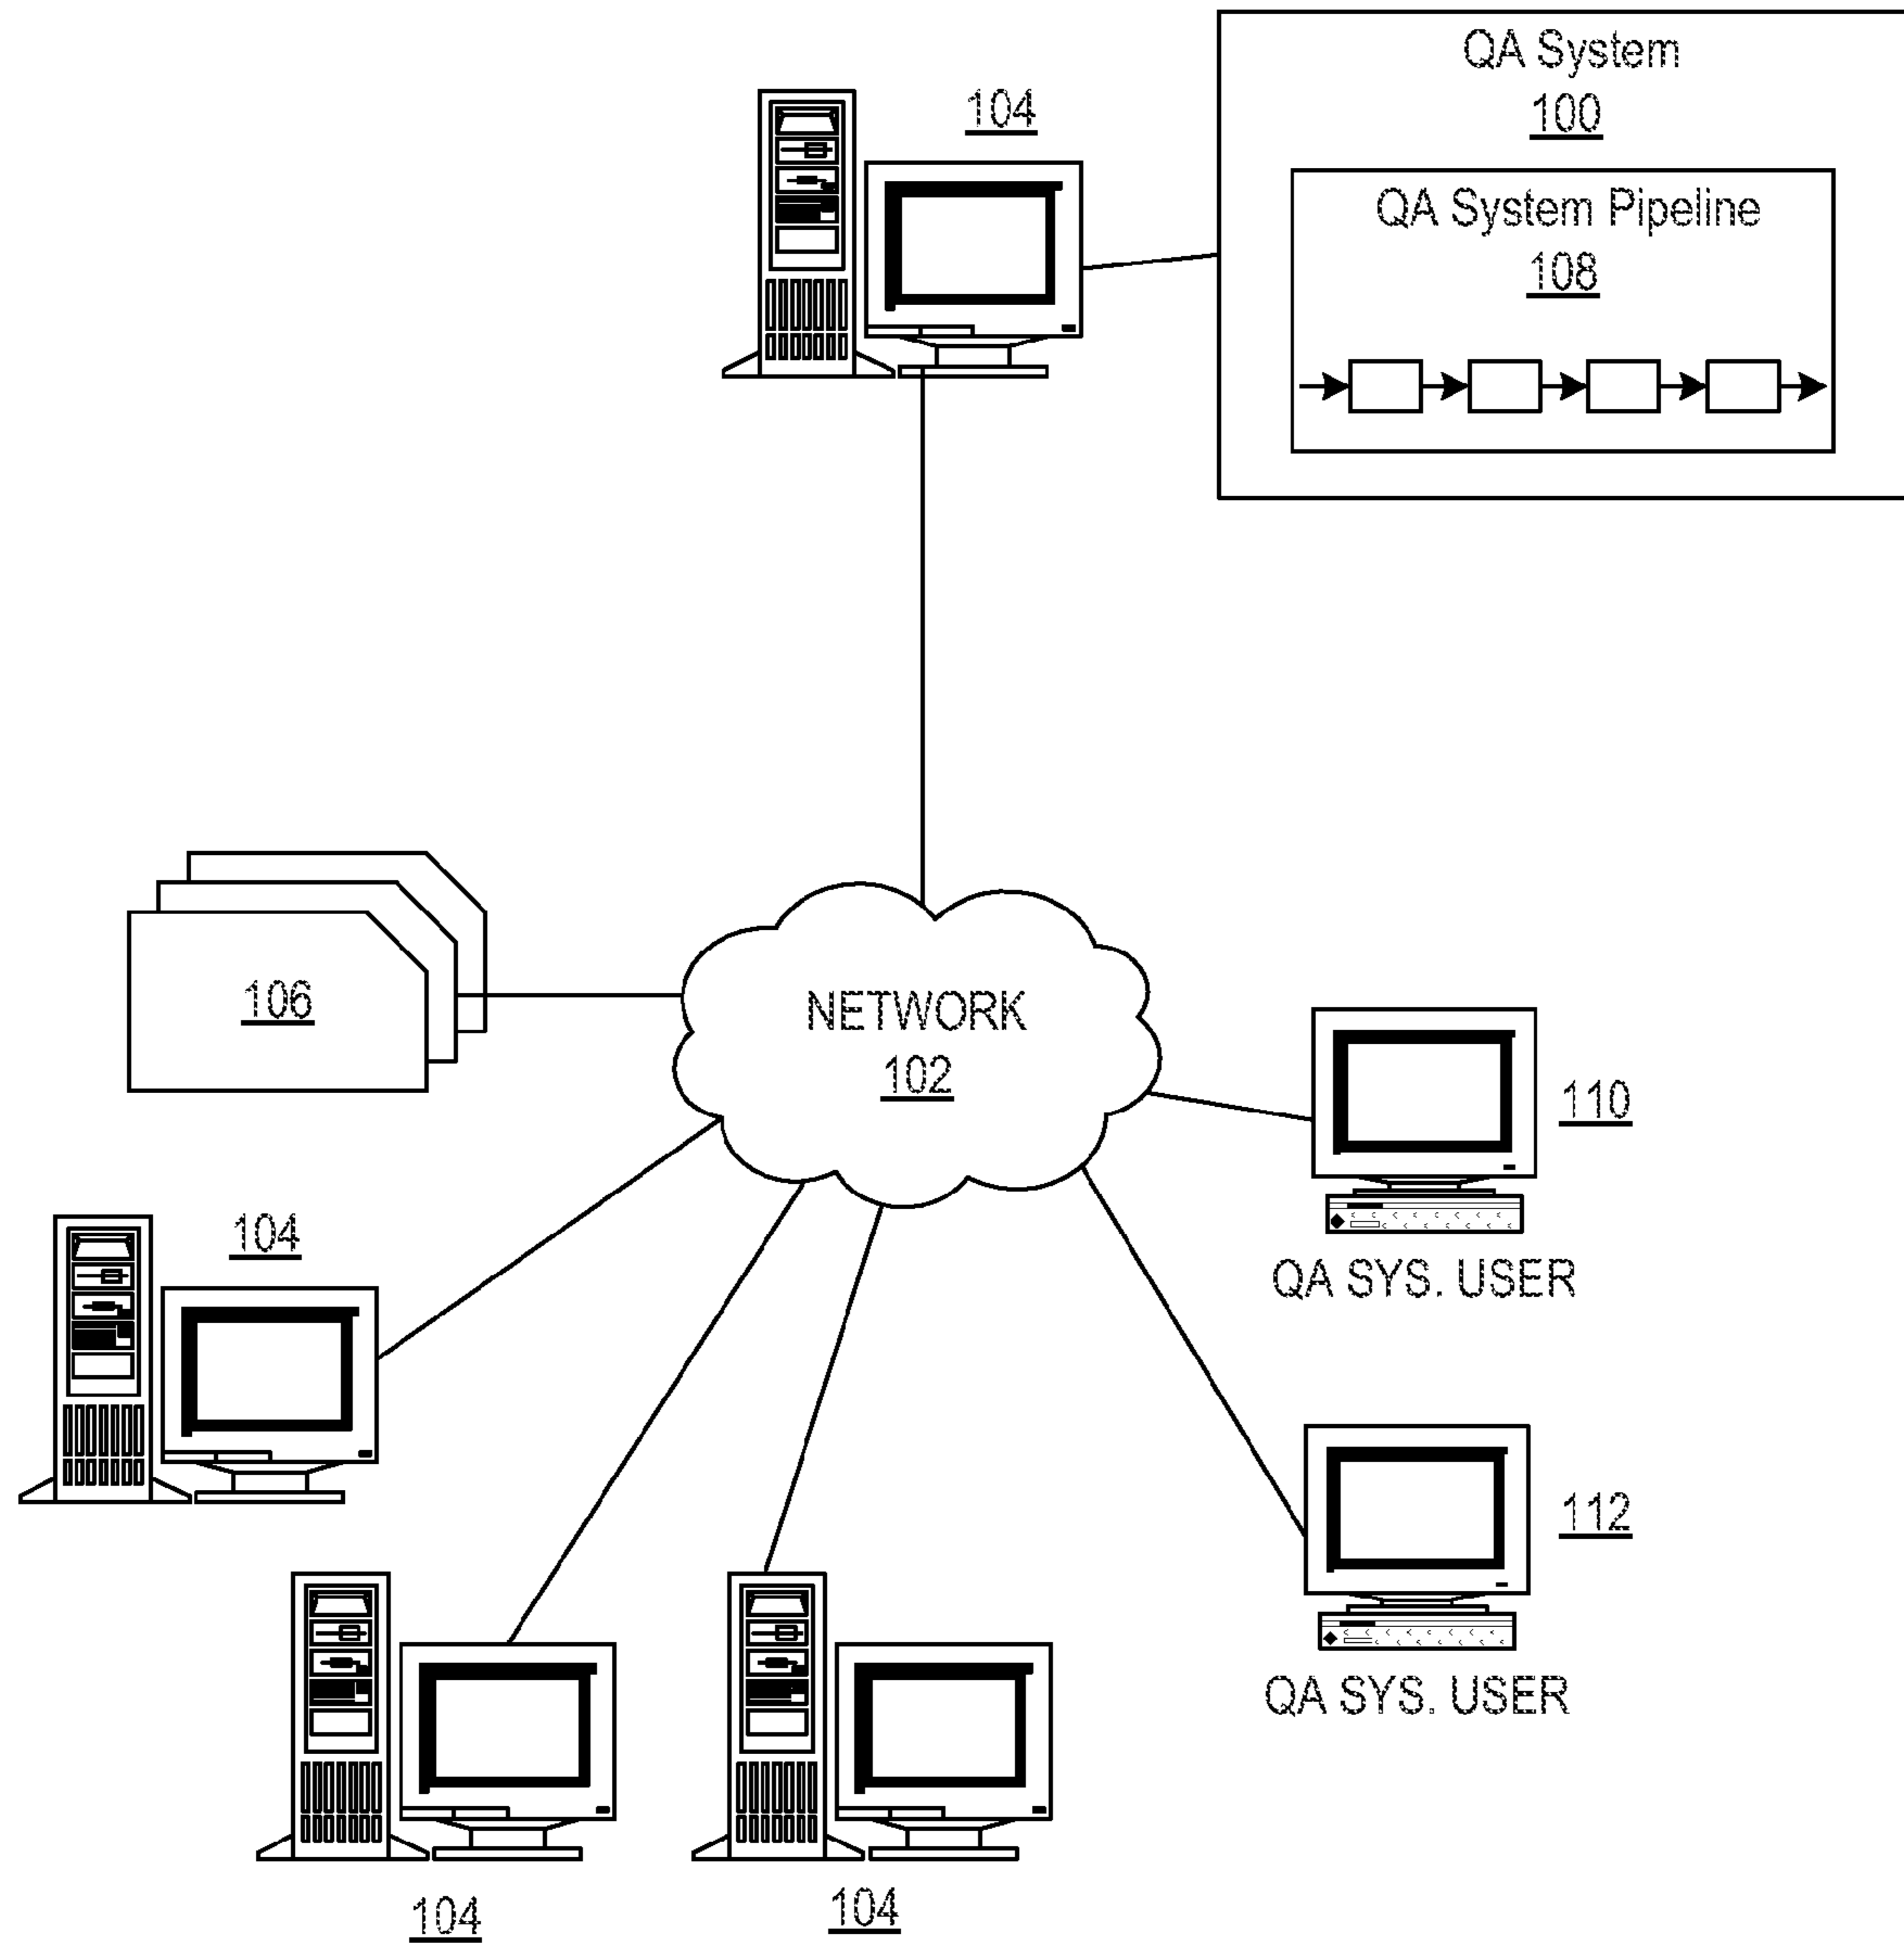 QA System
100
104
QA System Pipeline
108
106
NETWORK
102
110
QA SYS. USER
104
112
QA SYS. USER
104
104